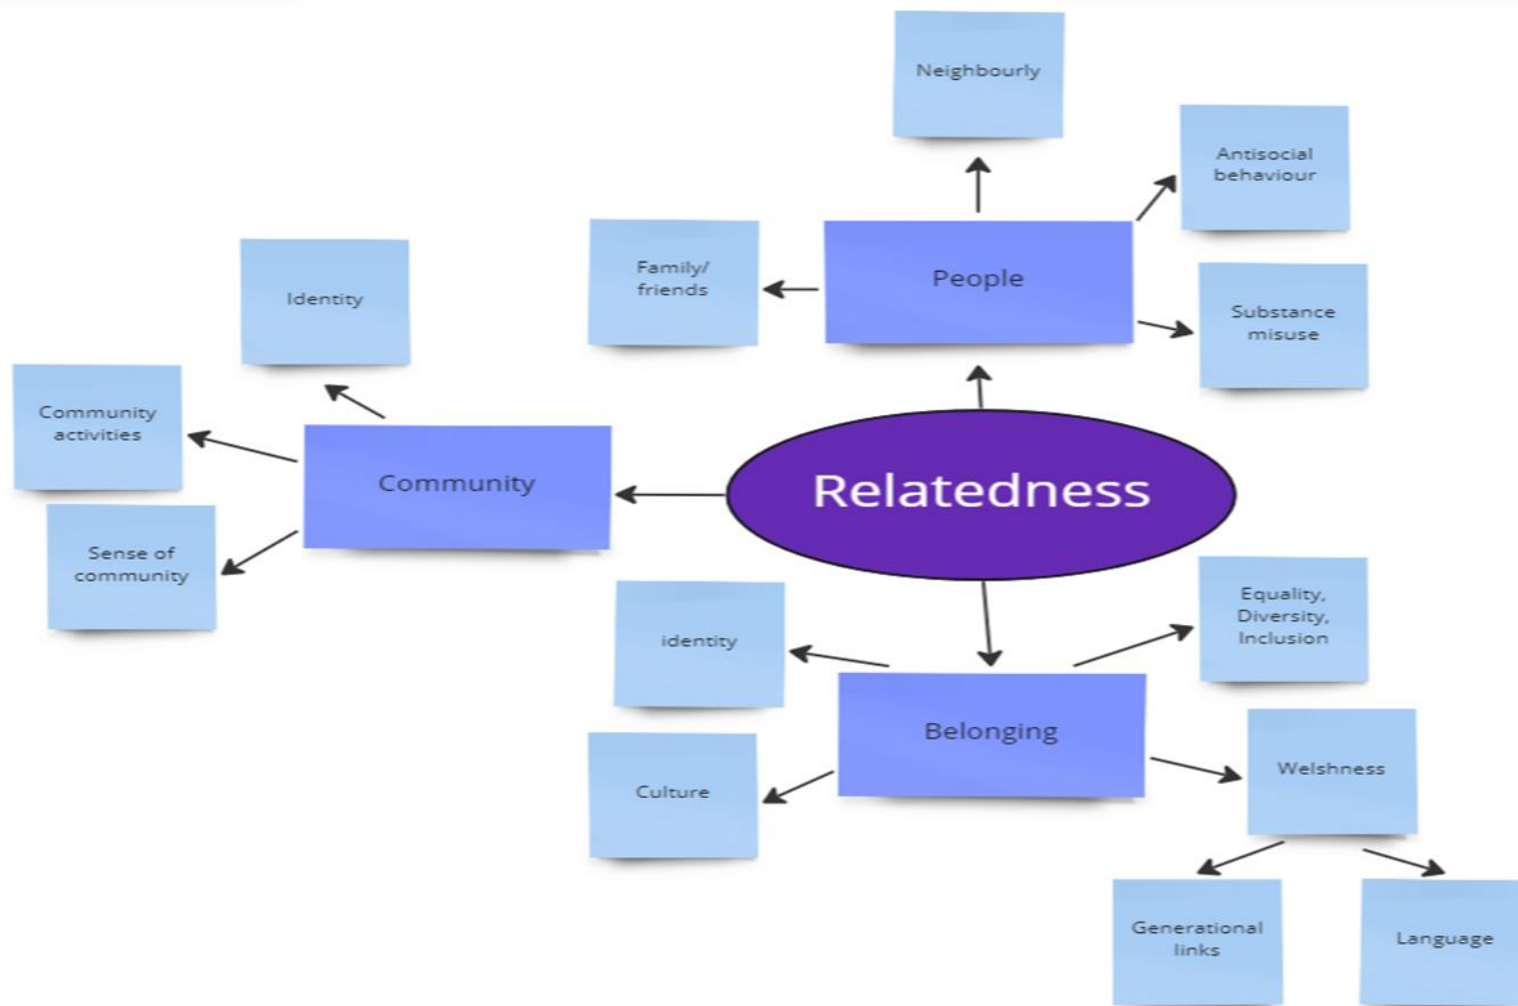 Neighbourly
Antisocial
behaviour
Family/
friends
People
Substance
misuse
Identity
Community
activities
Community
Sense of
community
Relatedness
identity
Equality,
Diversity,
Inclusion
Belonging
Culture
Welshness
Generational
links
Language